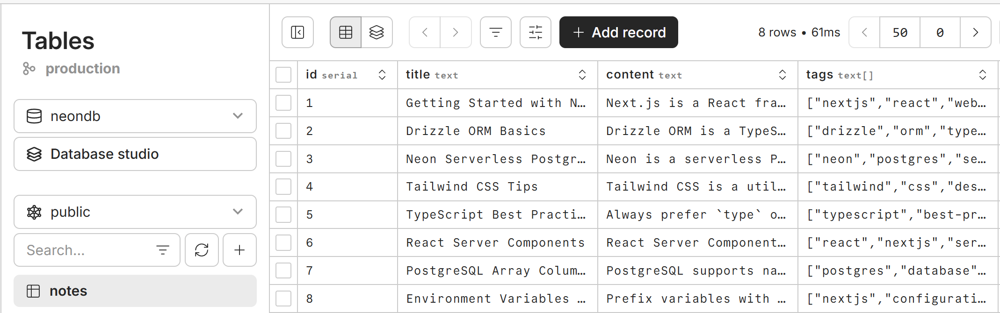 Tables
production
neondb
Database studio
public
Search...
notes
Add record
8 rows • 61ms
50
0
id serial title text content text tags text[]
1 Getting Started with N… Next.js is a React fra… ["nextjs","react","web…
2 Drizzle ORM Basics Drizzle ORM is a TypeS… ["drizzle","orm","type…
3 Neon Serverless Postgr… Neon is a serverless P… ["neon","postgres","se…
4 Tailwind CSS Tips Tailwind CSS is a util… ["tailwind","css","des…
5 TypeScript Best Practi… Always prefer `type` o… ["typescript","best-pr…
6 React Server Components React Server Component… ["react","nextjs","ser…
7 PostgreSQL Array Colum… PostgreSQL supports na… ["postgres","database"…
8 Environment Variables … Prefix variables with … ["nextjs","configurati…